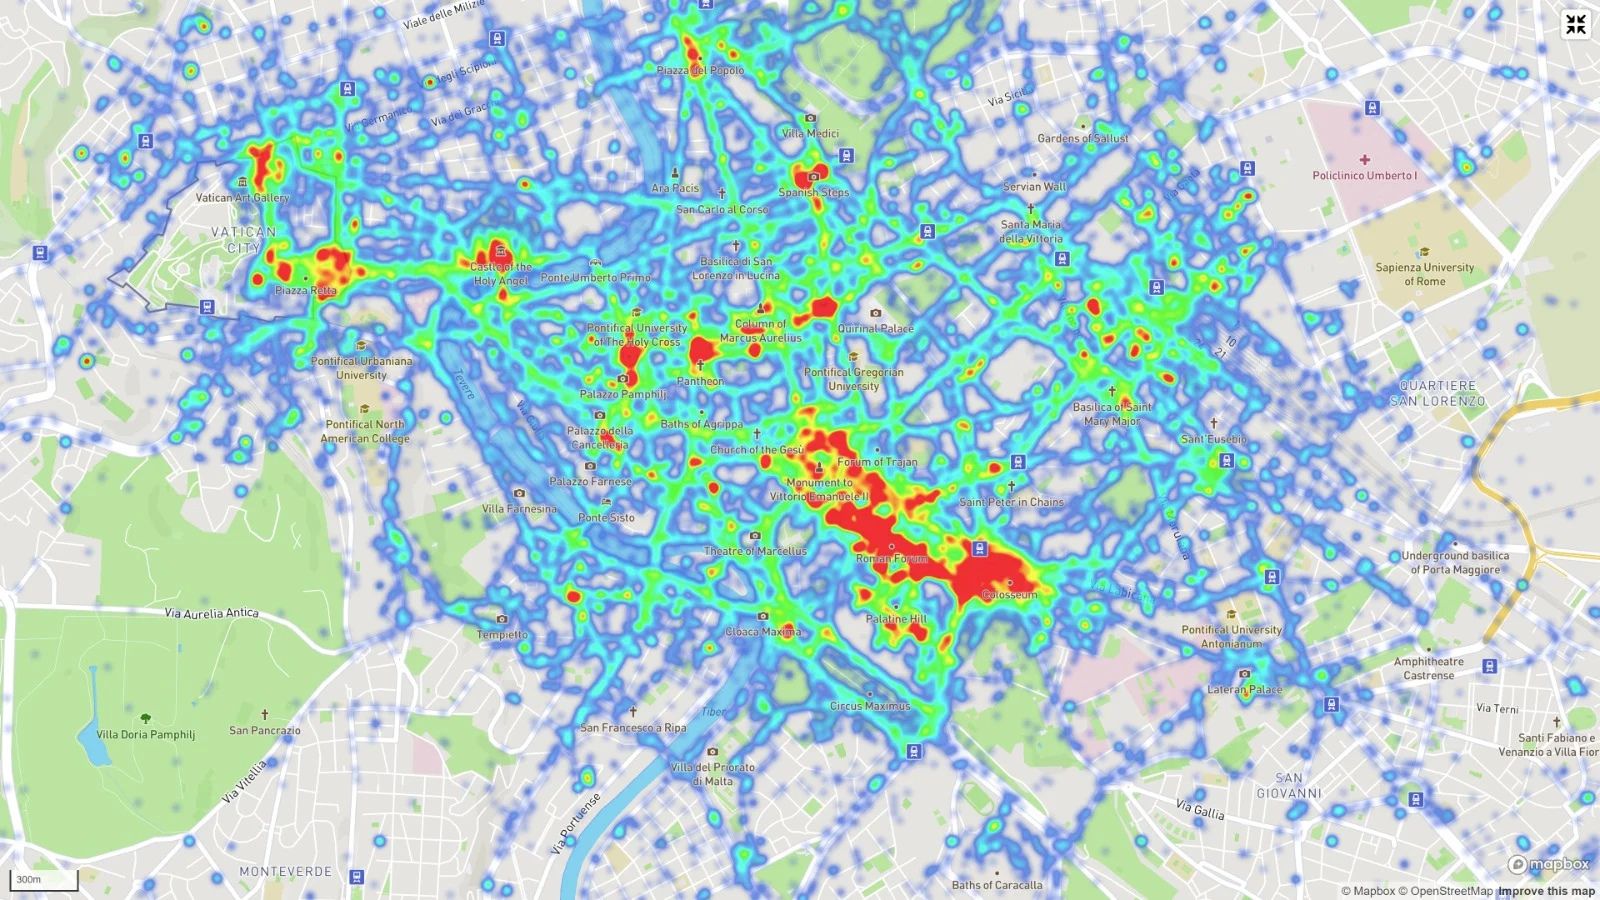 Viale delle Milizie
degli Scipioni
Via Germanico
Via dei Gracchi
Piazza del Popolo
Via Sicilia
Villa Medici
Gardens of Sallust
Policlinico Umberto I
Vatican Art Gallery
Ara Pacis
Spanish Steps
Servian Wall
San Carlo al Corso
VATICAN
CITY
Santa Maria
della Vittoria
Castle of the
Holy Angel
Ponte Umberto Primo
Basilica di San
Lorenzo in Lucina
Sapienza University
of Rome
Piazza Retta
Pontifical University
of The Holy Cross
Column of
Marcus Aurelius
Quirinal Palace
10
21
Pontifical Urbaniana
University
Tevere
Pantheon
Pontifical Gregorian
University
Palazzo Pamphilj
QUARTIERE
SAN LORENZO
Via Giulia
Basilica of Saint
Mary Major
Pontifical North
American College
Palazzo della
Cancelleria
Baths of Agrippa
Sant'Eusebio
Church of the Gesù
Forum of Trajan
Palazzo Farnese
Monument to
Vittorio Emanuele II
Villa Farnesina
Ponte Sisto
Saint Peter in Chains
Theatre of Marcellus
Roman Forum
Underground basilica
of Porta Maggiore
Colosseum
Via Labicana
Via Aurelia Antica
Tempietto
Cloaca Maxima
Palatine Hill
Pontifical University
Antonianum
Amphitheatre
Castrense
Lateran Palace
Circus Maximus
Tiber
Via Terni
San Pancrazio
San Francesco a Ripa
Villa Doria Pamphilj
Santi Fabiano e
Venanzio a Villa Fior
Villa del Priorato
di Malta
Via Vitellia
SAN
GIOVANNI
Via Portuense
Via Gallia
MONTEVERDE
Baths of Caracalla
300m
mapbox
© Mapbox © OpenStreetMap Improve this map